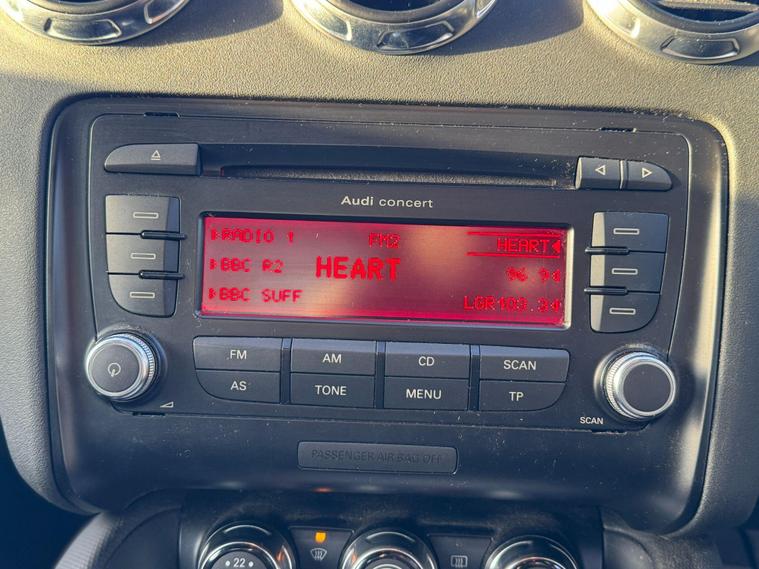 Audi concert
RADIO 1 FM2 HEART
BBC R2 HEART 96.9
BBC SUFF LGR103.3
FM AM CD SCAN
AS TONE MENU TP
SCAN
PASSENGER AIR BAG OFF
22